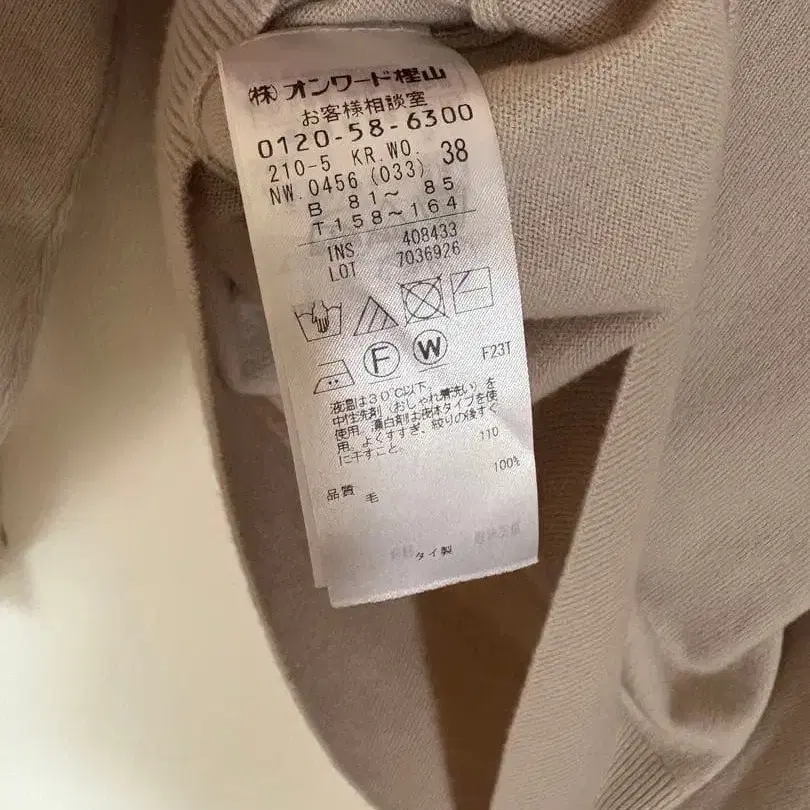 (株)オンワード樫山
お客様相談室
0120-58-6300
210-5 KR.WO. 38
NW.0456 (033)
B 81〜 85
T158〜164
INS 408433
LOT 7036926
F W F23T
液温は30℃以下。
中性洗剤(おしゃれ着洗い)を
使用。漂白剤は液体タイプを使
用。よくすすぎ、絞りの後すぐ
に干すこと。 110
100%
品質 毛
タイ製